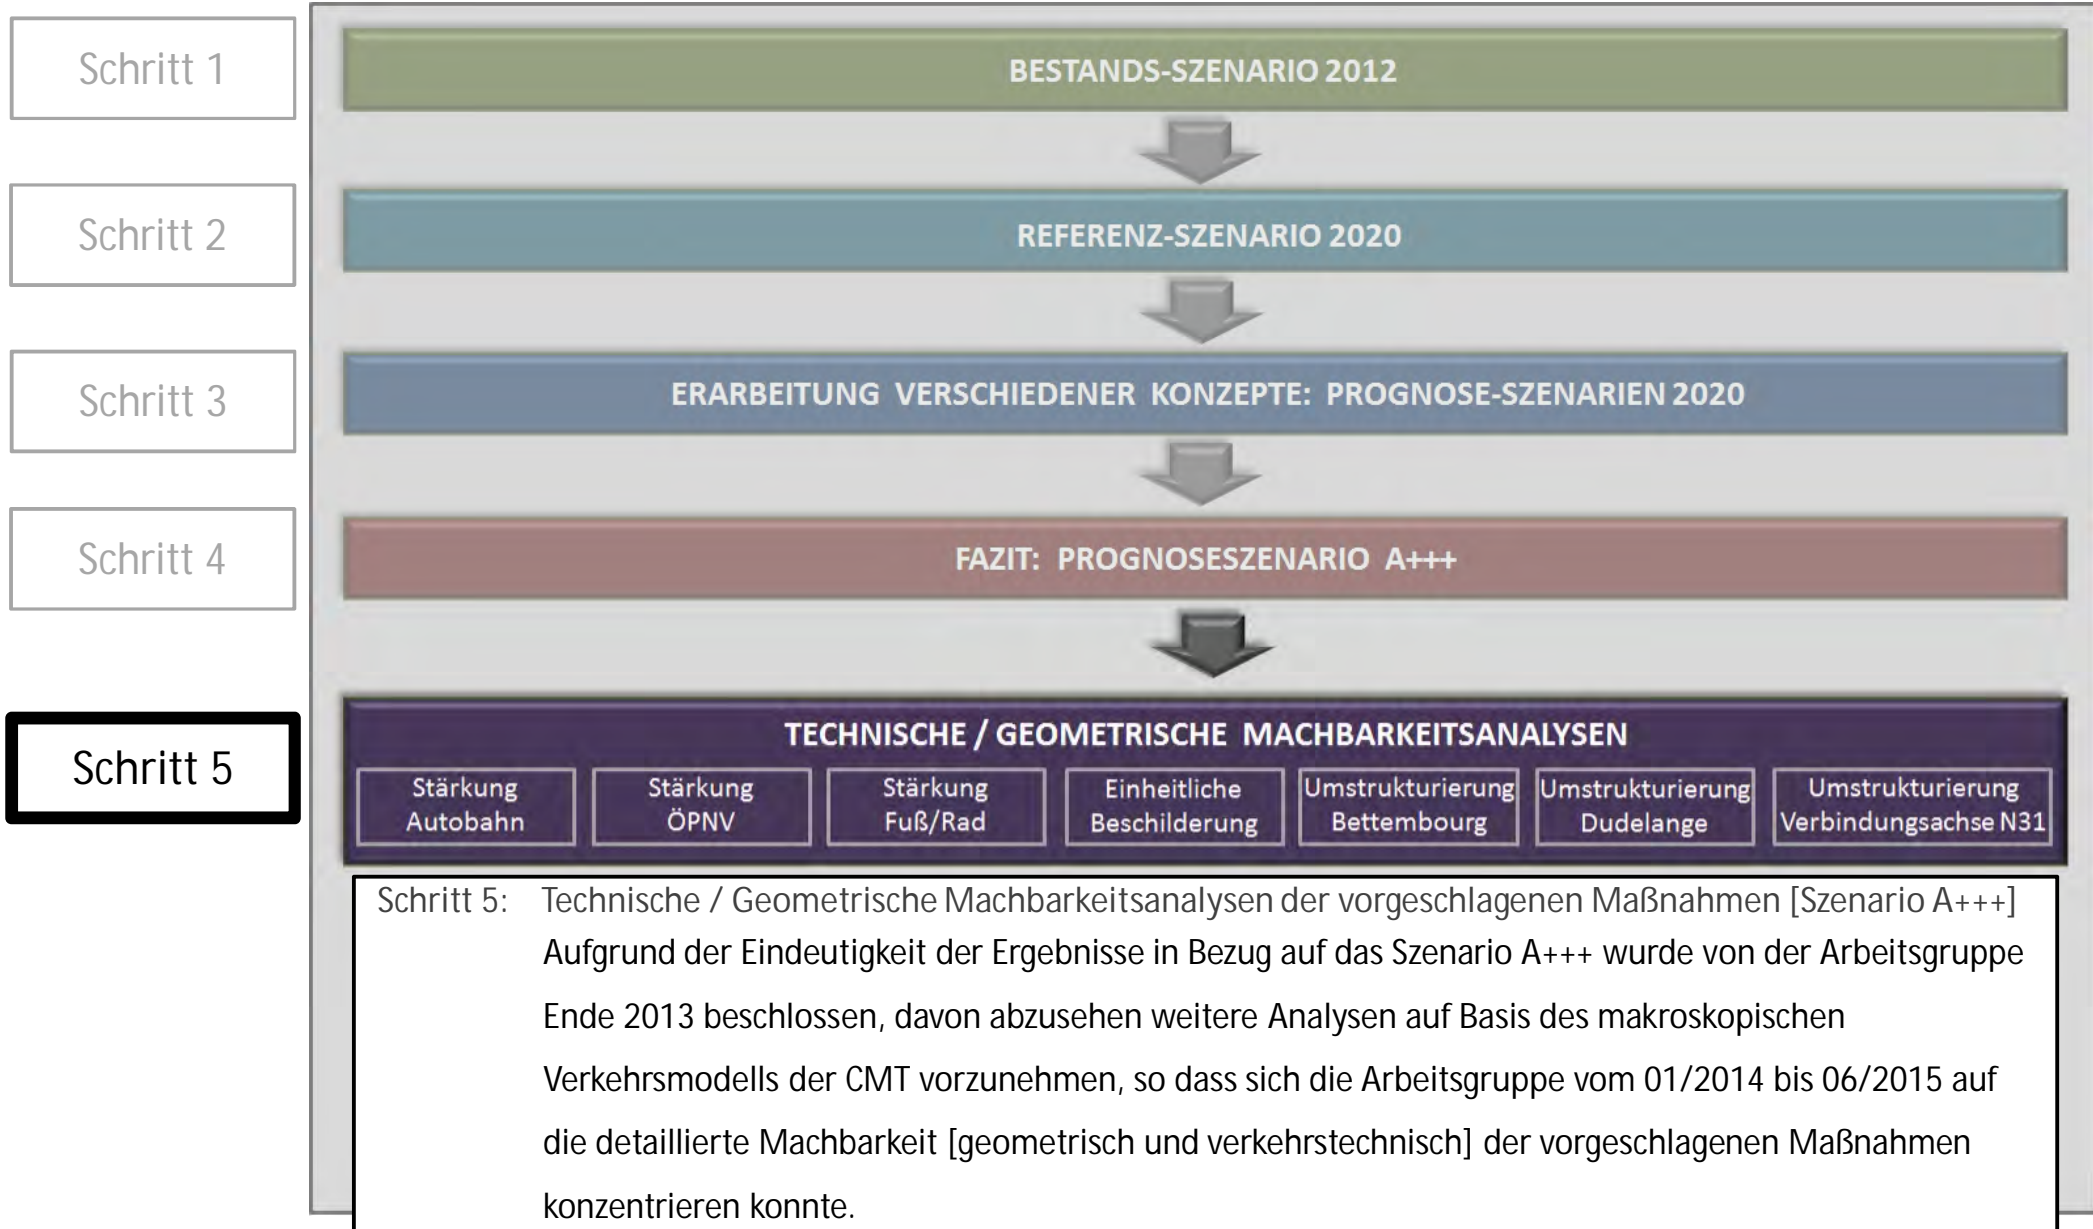 Schritt 1
BESTANDS-SZENARIO 2012
Schritt 2
REFERENZ-SZENARIO 2020
Schritt 3
ERARBEITUNG VERSCHIEDENER KONZEPTE: PROGNOSE-SZENARIEN 2020
Schritt 4
FAZIT: PROGNOSESZENARIO A+++
Schritt 5
TECHNISCHE / GEOMETRISCHE MACHBARKEITSANALYSEN
Stärkung
Autobahn
Stärkung
ÖPNV
Stärkung
Fuß/Rad
Einheitliche
Beschilderung
Umstrukturierung
Bettembourg
Umstrukturierung
Dudelange
Umstrukturierung
Verbindungsachse N31
Schritt 5: Technische / Geometrische Machbarkeitsanalysen der vorgeschlagenen Maßnahmen [Szenario A+++]
Aufgrund der Eindeutigkeit der Ergebnisse in Bezug auf das Szenario A+++ wurde von der Arbeitsgruppe
Ende 2013 beschlossen, davon abzusehen weitere Analysen auf Basis des makroskopischen
Verkehrsmodells der CMT vorzunehmen, so dass sich die Arbeitsgruppe vom 01/2014 bis 06/2015 auf
die detaillierte Machbarkeit [geometrisch und verkehrstechnisch] der vorgeschlagenen Maßnahmen
konzentrieren konnte.